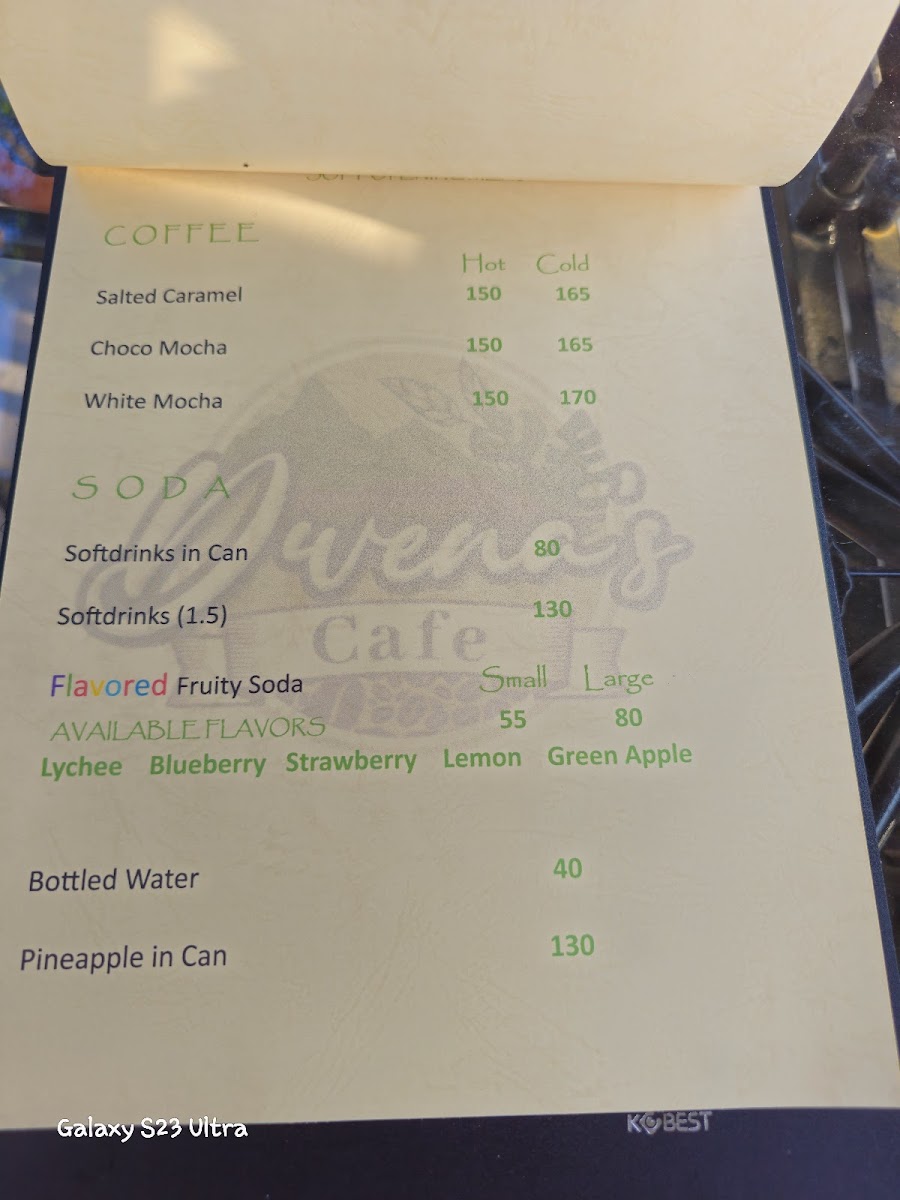 COFFEE
Hot Cold
Salted Caramel 150 165
Choco Mocha 150 165
White Mocha 150 170
SODA
Softdrinks in Can 80
Softdrinks (1.5) 130
Flavored Fruity Soda Small Large
AVAILABLE FLAVORS 55 80
Lychee Blueberry Strawberry Lemon Green Apple
Bottled Water 40
Pineapple in Can 130
Dwena's
Cafe
Galaxy S23 Ultra
KOBEST